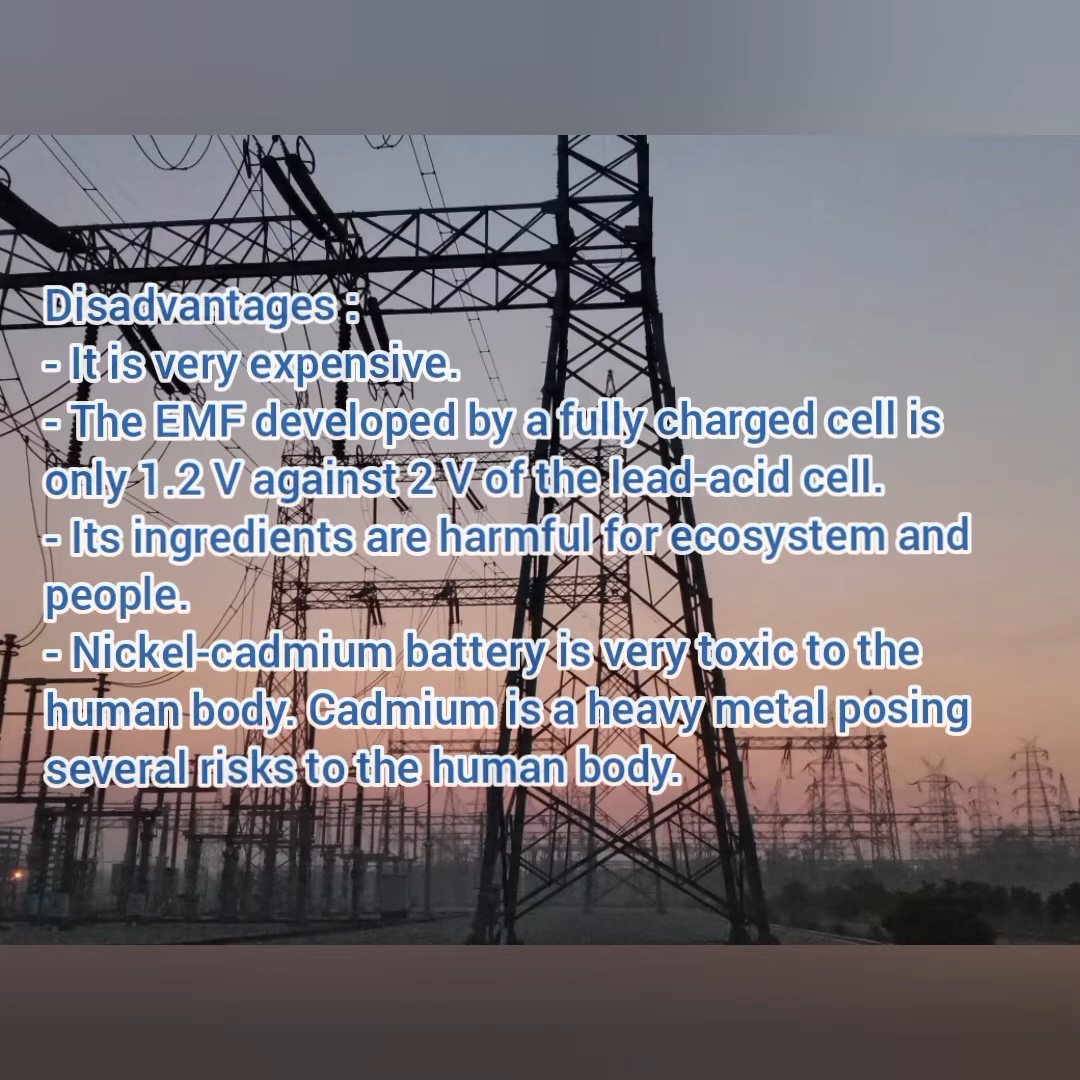 Disadvantages :
- It is very expensive.
- The EMF developed by a fully charged cell is
only 1.2 V against 2 V of the lead-acid cell.
- Its ingredients are harmful for ecosystem and
people.
- Nickel-cadmium battery is very toxic to the
human body. Cadmium is a heavy metal posing
several risks to the human body.